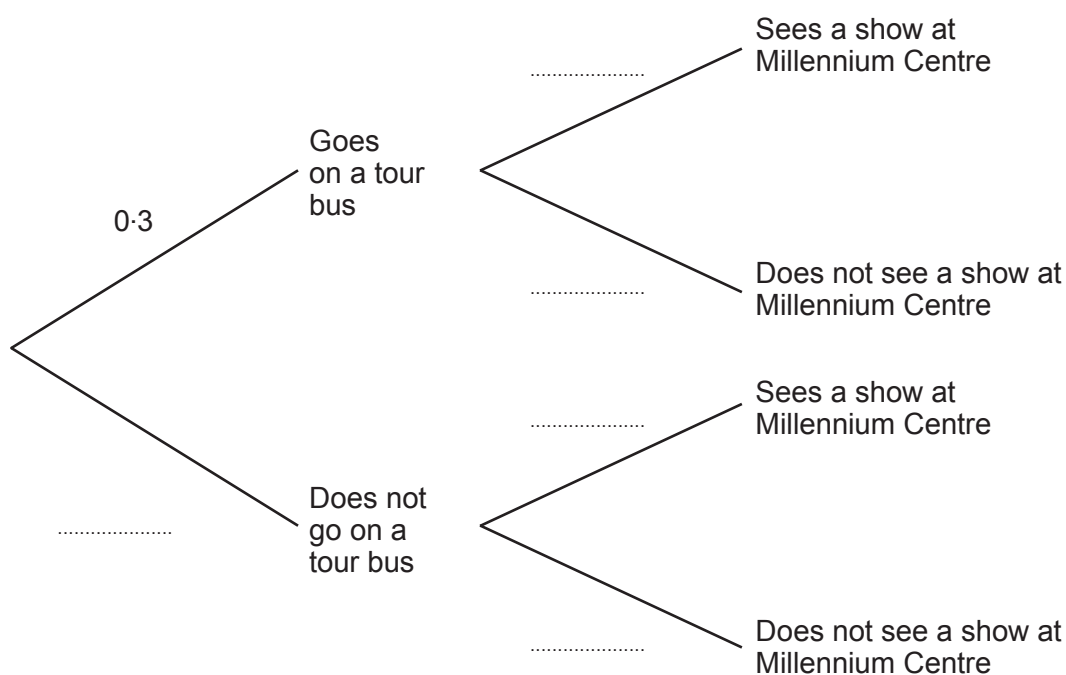 Sees a show at
Millennium Centre
.....................
Goes
on a tour
bus
0·3
Does not see a show at
Millennium Centre
.....................
Sees a show at
Millennium Centre
.....................
Does not
go on a
tour bus
.....................
Does not see a show at
Millennium Centre
.....................